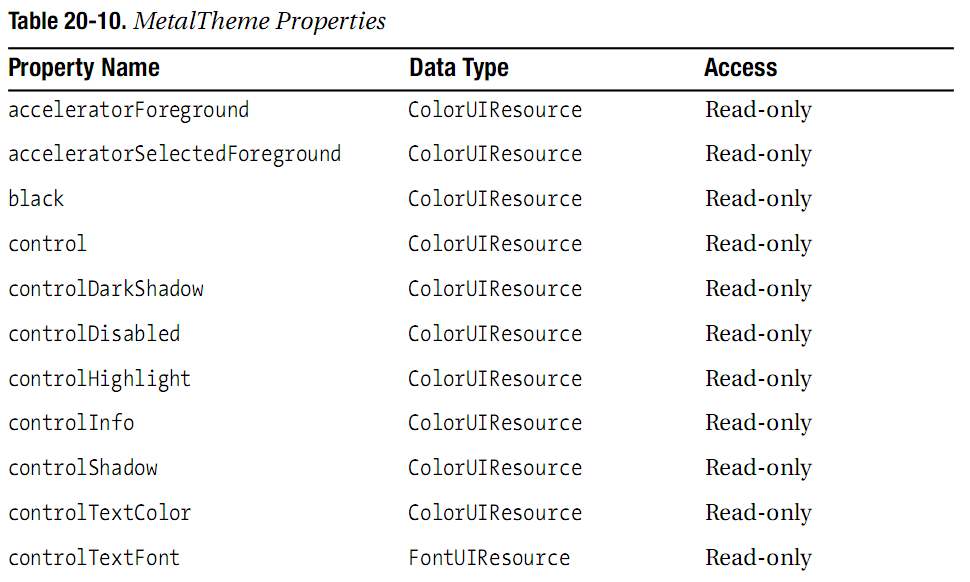 Table 20-10. MetalTheme Properties
Property Name Data Type Access
acceleratorForeground ColorUIResource Read-only
acceleratorSelectedForeground ColorUIResource Read-only
black ColorUIResource Read-only
control ColorUIResource Read-only
controlDarkShadow ColorUIResource Read-only
controlDisabled ColorUIResource Read-only
controlHighlight ColorUIResource Read-only
controlInfo ColorUIResource Read-only
controlShadow ColorUIResource Read-only
controlTextColor ColorUIResource Read-only
controlTextFont FontUIResource Read-only